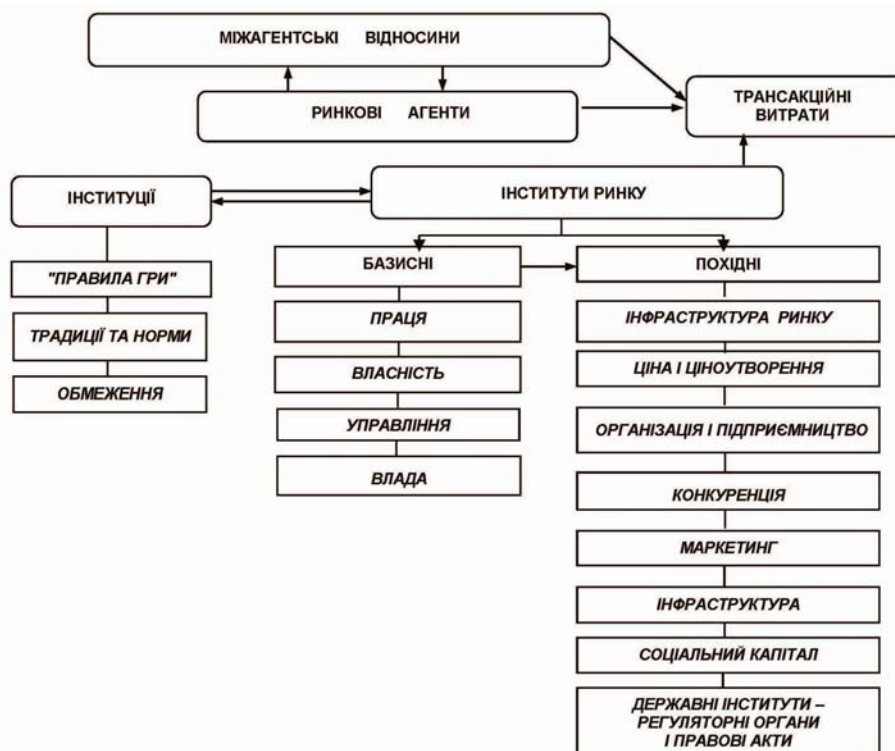 МІЖАГЕНТСЬКІ ВІДНОСИНИ
РИНКОВІ АГЕНТИ
ТРАНСАКЦІЙНІ
ВИТРАТИ
ІНСТИТУЦІЇ
ІНСТИТУТИ РИНКУ
"ПРАВИЛА ГРИ"
ТРАДИЦІЇ ТА НОРМИ
ОБМЕЖЕННЯ
БАЗИСНІ
ПРАЦЯ
ВЛАСНІСТЬ
УПРАВЛІННЯ
ВЛАДА
ПОХІДНІ
ІНФРАСТРУКТУРА РИНКУ
ЦІНА І ЦІНОУТВОРЕННЯ
ОРГАНІЗАЦІЯ І ПІДПРИЄМНИЦТВО
КОНКУРЕНЦІЯ
МАРКЕТИНГ
ІНФРАСТРУКТУРА
СОЦІАЛЬНИЙ КАПІТАЛ
ДЕРЖАВНІ ІНСТИТУТИ –
РЕГУЛЯТОРНІ ОРГАНИ
І ПРАВОВІ АКТИ